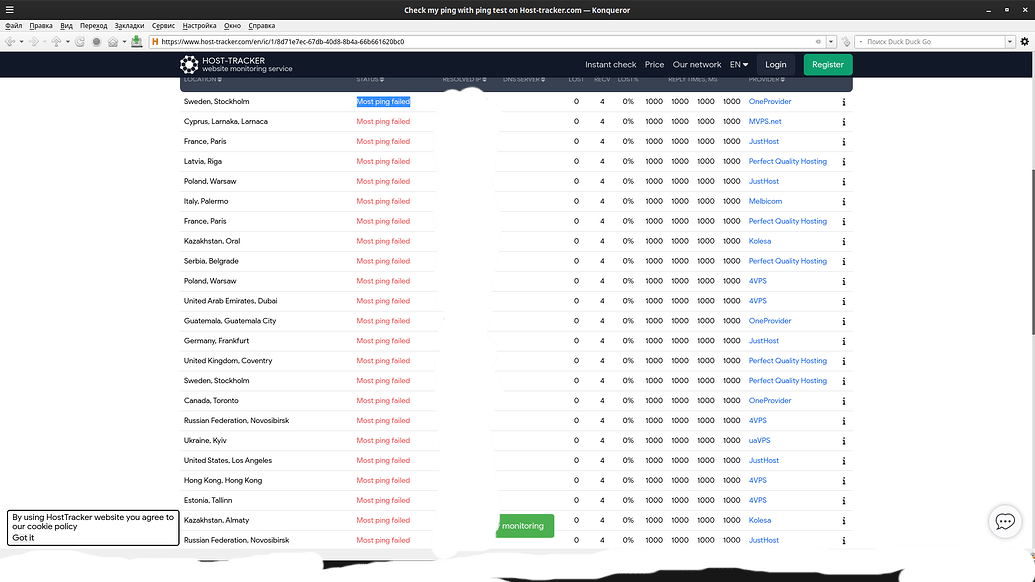 Check my ping with ping test on Host-tracker.com — Konqueror
Файл Правка Вид Переход Закладки Сервис Настройка Окно Справка
https://www.host-tracker.com/en/ic/1/8d71e7ec-67db-40d8-8b4a-66b661620bc0 Поиск Duck Duck Go
HOST-TRACKER
website monitoring service
Instant check Price Our network EN Login Register
LOCATION STATUS RESOLVED IP DNS SERVER LOST RECV LOST% REPLY TIMES, MS PROVIDER
Sweden, Stockholm Most ping failed 0 4 0% 1000 1000 1000 1000 OneProvider
Cyprus, Larnaka, Larnaca Most ping failed 0 4 0% 1000 1000 1000 1000 MVPS.net
France, Paris Most ping failed 0 4 0% 1000 1000 1000 1000 JustHost
Latvia, Riga Most ping failed 0 4 0% 1000 1000 1000 1000 Perfect Quality Hosting
Poland, Warsaw Most ping failed 0 4 0% 1000 1000 1000 1000 JustHost
Italy, Palermo Most ping failed 0 4 0% 1000 1000 1000 1000 Melbicom
France, Paris Most ping failed 0 4 0% 1000 1000 1000 1000 Perfect Quality Hosting
Kazakhstan, Oral Most ping failed 0 4 0% 1000 1000 1000 1000 Kolesa
Serbia, Belgrade Most ping failed 0 4 0% 1000 1000 1000 1000 Perfect Quality Hosting
Poland, Warsaw Most ping failed 0 4 0% 1000 1000 1000 1000 4VPS
United Arab Emirates, Dubai Most ping failed 0 4 0% 1000 1000 1000 1000 4VPS
Guatemala, Guatemala City Most ping failed 0 4 0% 1000 1000 1000 1000 OneProvider
Germany, Frankfurt Most ping failed 0 4 0% 1000 1000 1000 1000 JustHost
United Kingdom, Coventry Most ping failed 0 4 0% 1000 1000 1000 1000 Perfect Quality Hosting
Sweden, Stockholm Most ping failed 0 4 0% 1000 1000 1000 1000 Perfect Quality Hosting
Canada, Toronto Most ping failed 0 4 0% 1000 1000 1000 1000 OneProvider
Russian Federation, Novosibirsk Most ping failed 0 4 0% 1000 1000 1000 1000 4VPS
Ukraine, Kyiv Most ping failed 0 4 0% 1000 1000 1000 1000 uaVPS
United States, Los Angeles Most ping failed 0 4 0% 1000 1000 1000 1000 JustHost
Hong Kong, Hong Kong Most ping failed 0 4 0% 1000 1000 1000 1000 4VPS
Estonia, Tallinn Most ping failed 0 4 0% 1000 1000 1000 1000 4VPS
Kazakhstan, Almaty Most ping failed 0 4 0% 1000 1000 1000 1000 Kolesa
Russian Federation, Novosibirsk Most ping failed 0 4 0% 1000 1000 1000 1000 JustHost
monitoring
By using HostTracker website you agree to
our cookie policy
Got it